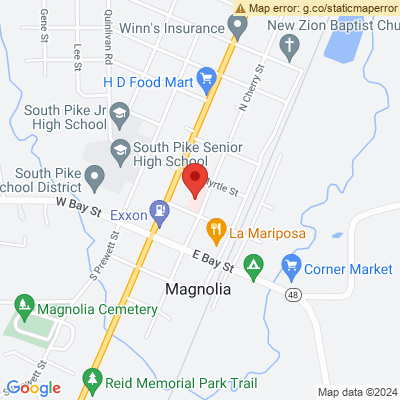 Map error: g.co/staticmaperror
Gene St
Lee St
Quinlivan Rd
Winn's Insurance
New Zion Baptist Chu
H D Food Mart
N Cherry St
South Pike Jr
High School
South Pike Senior
High School
South Pike
School District
Myrtle St
W Bay St
Exxon
La Mariposa
S Prewett St
E Bay St
Corner Market
Magnolia
48
Magnolia
Cemetery
S Prewett St
Reid Memorial Park Trail
Google
Map data ©2024